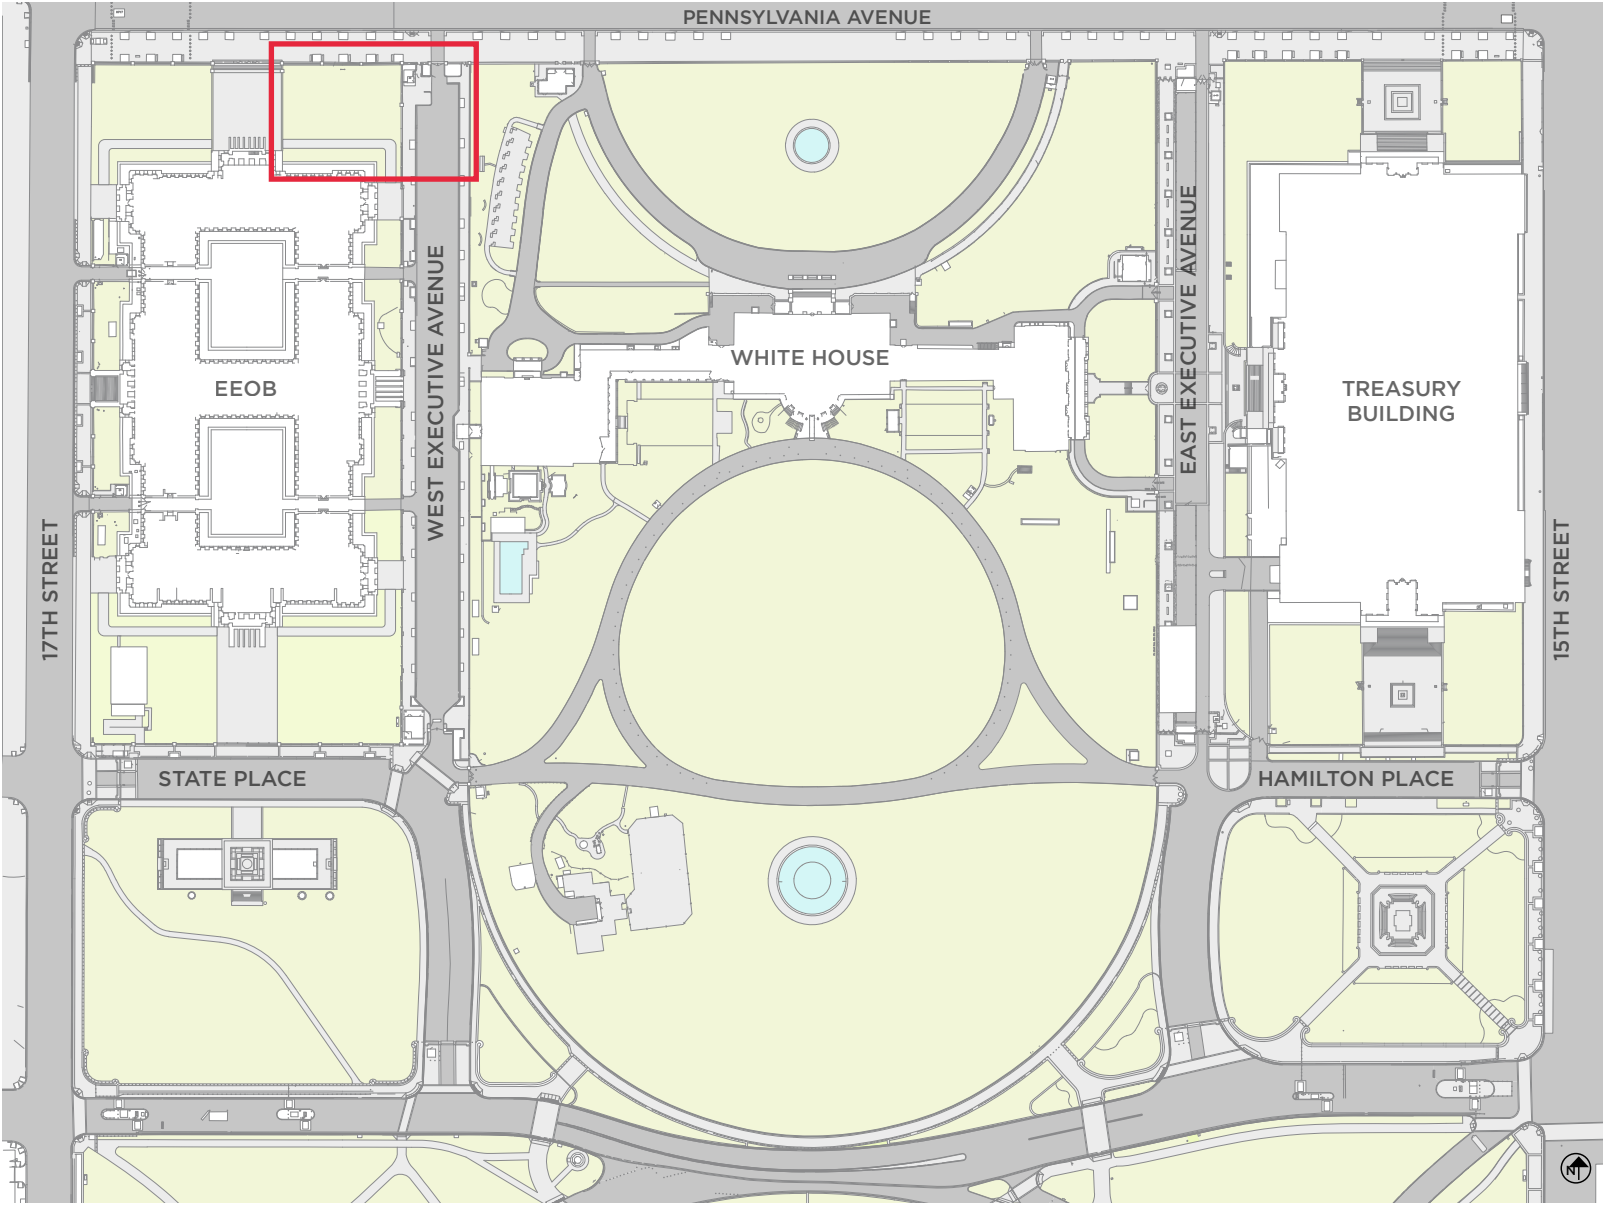 PENNSYLVANIA AVENUE
WHITE HOUSE
EEOB
TREASURY
BUILDING
WEST EXECUTIVE AVENUE
EAST EXECUTIVE AVENUE
17TH STREET
15TH STREET
STATE PLACE
HAMILTON PLACE
N